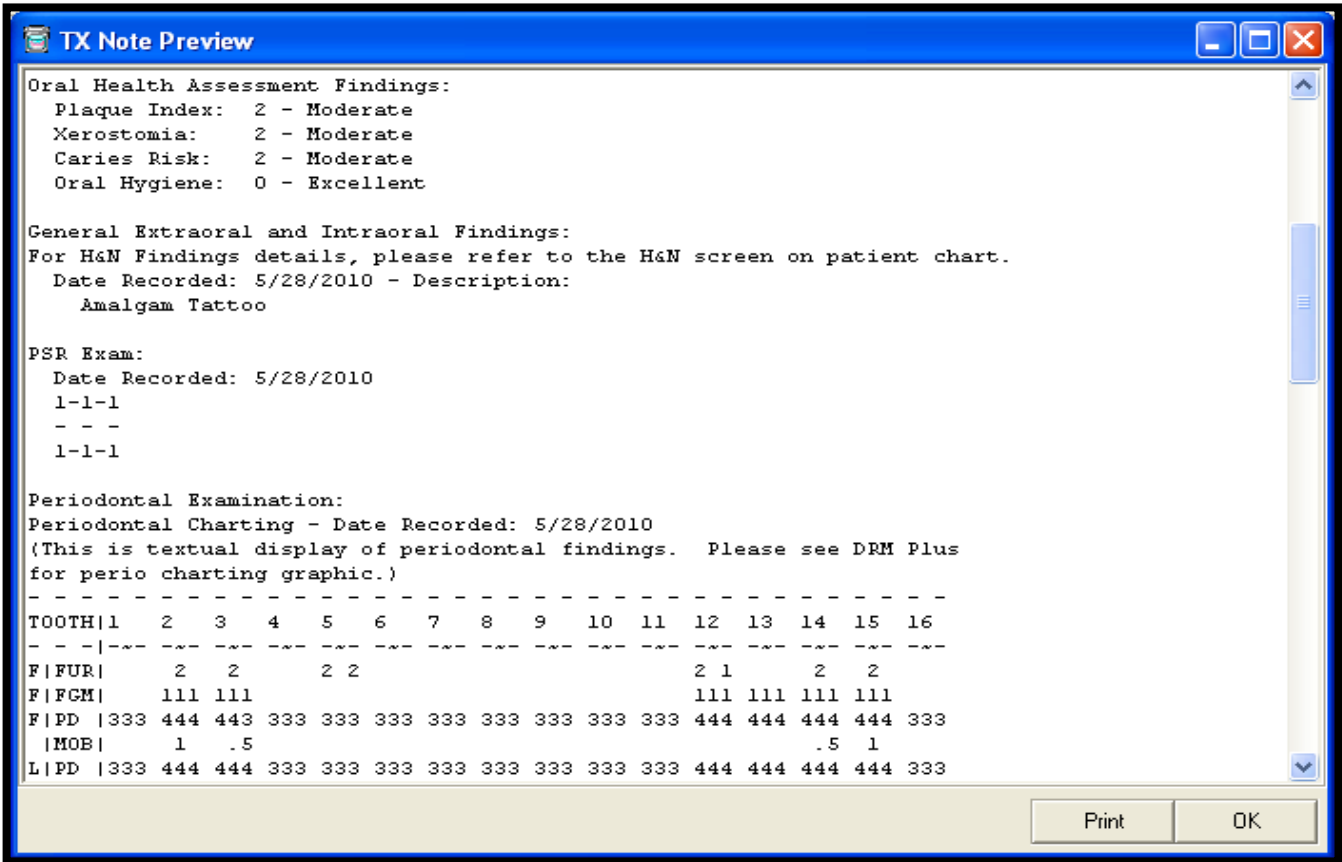 TX Note Preview
Oral Health Assessment Findings:
  Plaque Index:  2 - Moderate
  Xerostomia:    2 - Moderate
  Caries Risk:   2 - Moderate
  Oral Hygiene:  0 - Excellent

General Extraoral and Intraoral Findings:
For H&N Findings details, please refer to the H&N screen on patient chart.
  Date Recorded: 5/28/2010 - Description:
    Amalgam Tattoo

PSR Exam:
  Date Recorded: 5/28/2010
  1-1-1
  - - -
  1-1-1

Periodontal Examination:
Periodontal Charting - Date Recorded: 5/28/2010
(This is textual display of periodontal findings.  Please see DRM Plus
for perio charting graphic.)
- - - - - - - - - - - - - - - - - - - - - - - - - - - - - - - - - - -
TOOTH|1   2   3   4   5   6   7   8   9   10  11  12  13  14  15  16
- - -|-~- -~- -~- -~- -~- -~- -~- -~- -~- -~- -~- -~- -~- -~- -~- -~-
F|FUR|     2   2      2 2                         2 1      2   2
F|FGM|    111 111                                 111 111 111 111
F|PD |333 444 443 333 333 333 333 333 333 333 333 444 444 444 444 333
 |MOB|     1   .5                                          .5  1
L|PD |333 444 444 333 333 333 333 333 333 333 333 444 444 444 444 333
Print OK